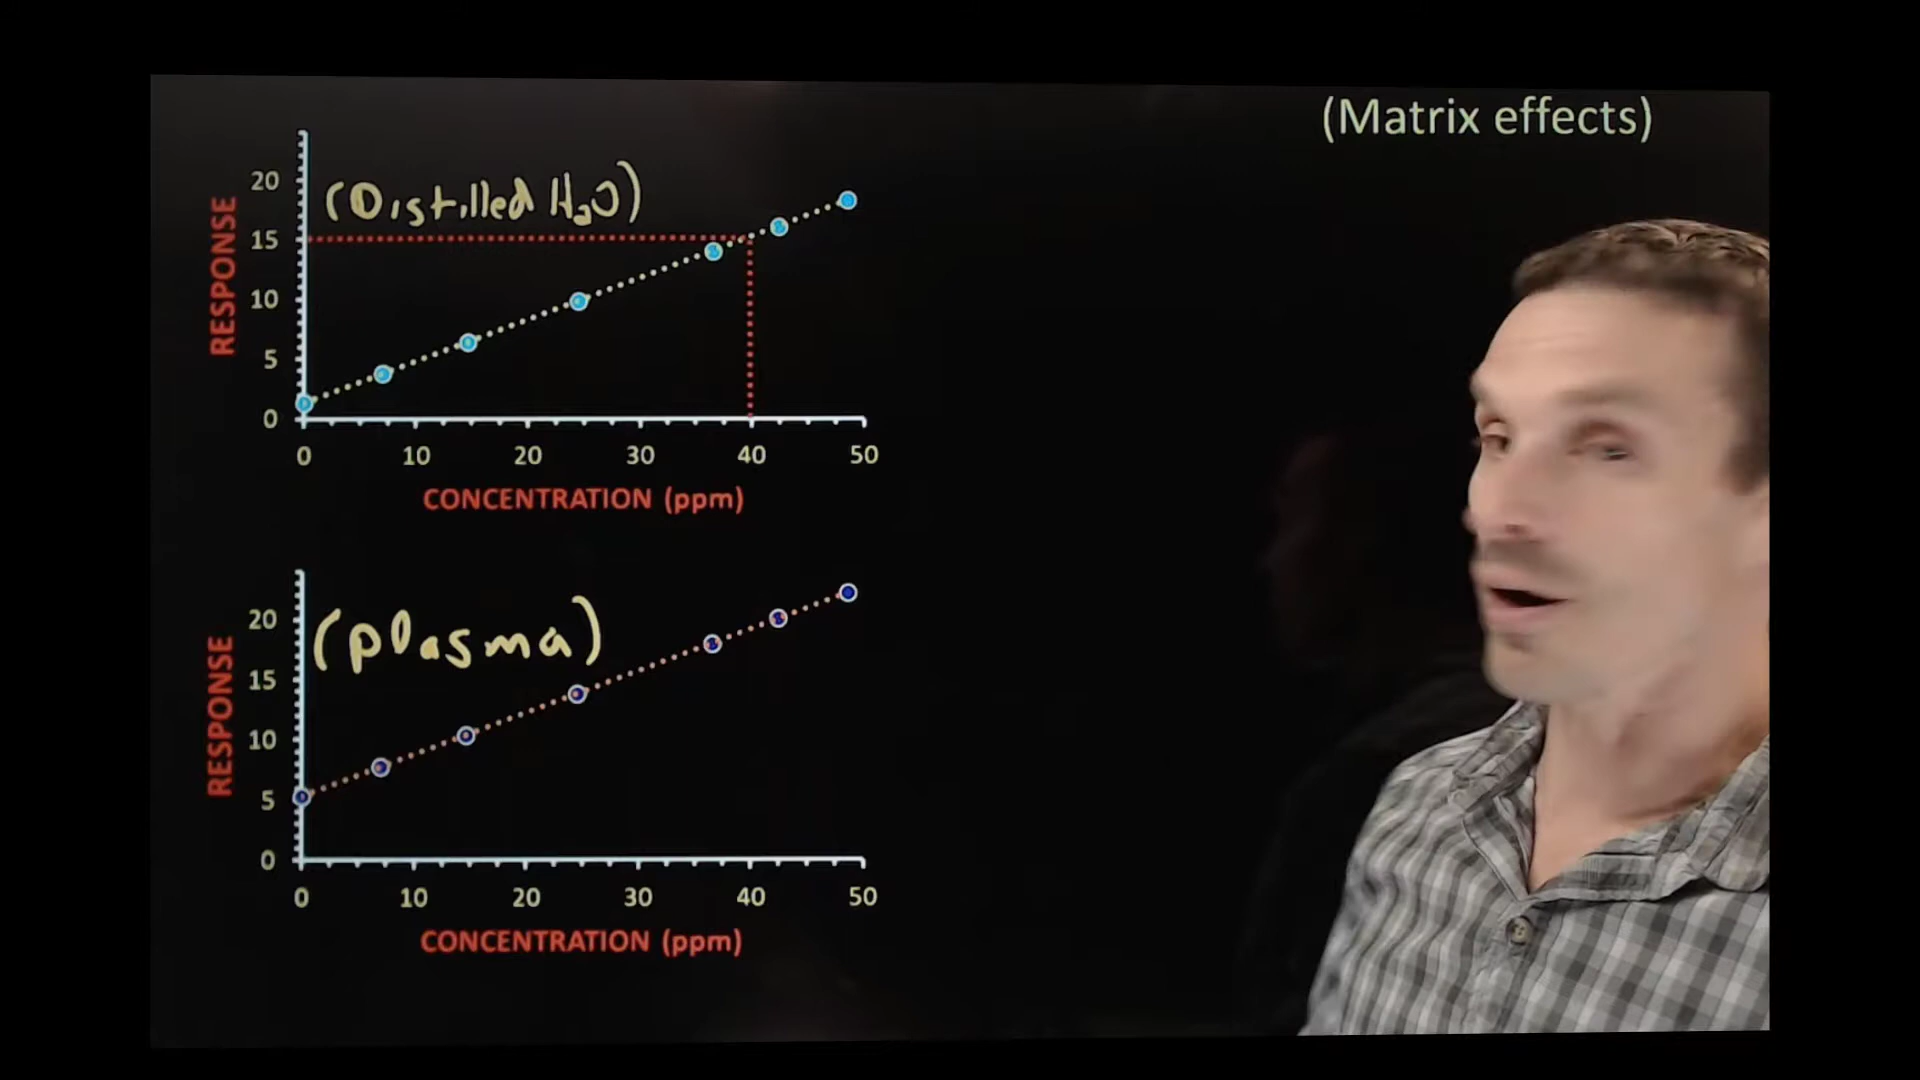 (Matrix effects)
(Distilled H₂O)
RESPONSE
20
15
10
5
0
0 10 20 30 40 50
CONCENTRATION (ppm)
(plasma)
RESPONSE
20
15
10
5
0
0 10 20 30 40 50
CONCENTRATION (ppm)